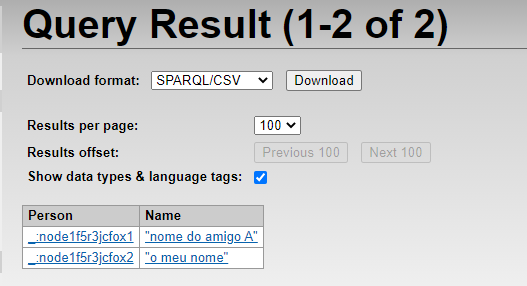 Query Result (1-2 of 2)
Download format: SPARQL/CSV Download
Results per page: 100
Results offset: Previous 100 Next 100
Show data types & language tags:
Person Name
_:node1f5r3jcfox1 "nome do amigo A"
_:node1f5r3jcfox2 "o meu nome"